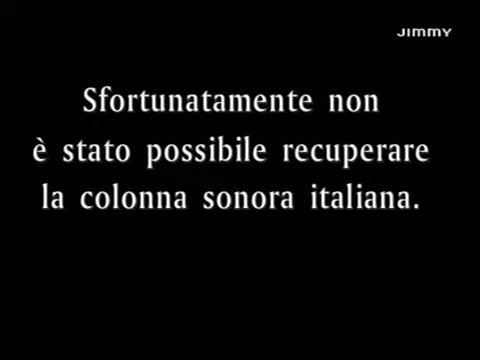 JIMMY
Sfortunatamente non
è stato possibile recuperare
la colonna sonora italiana.